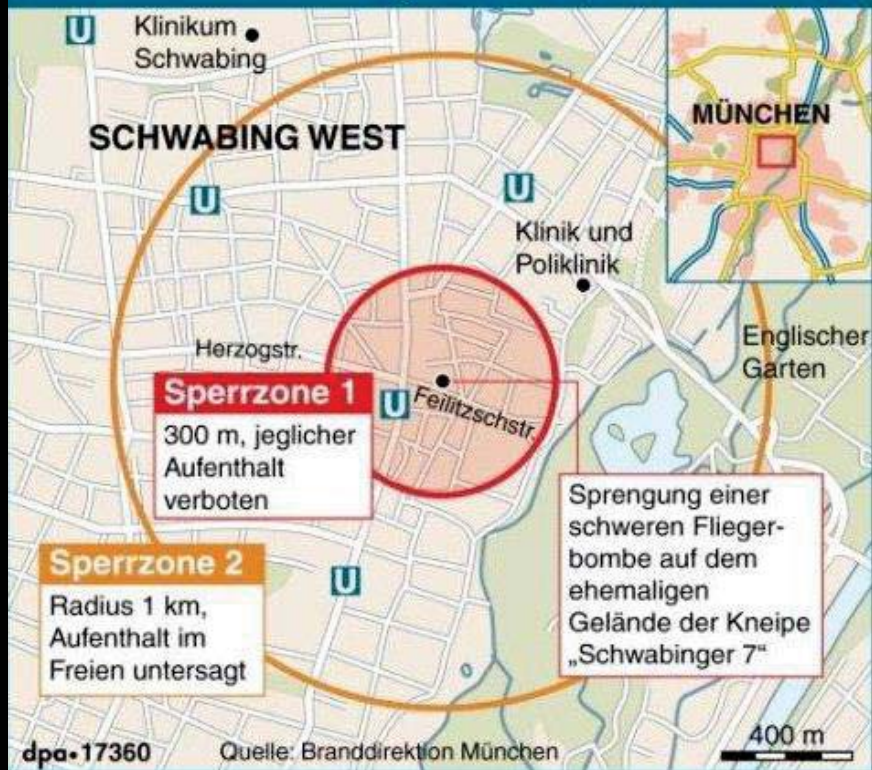 U
Klinikum
Schwabing
SCHWABING WEST
MÜNCHEN
U
U
Klinik und
Poliklinik
Englischer
Garten
Herzogstr.
Sperrzone 1
300 m, jeglicher
Aufenthalt
verboten
U
Feilitzschstr.
Sprengung einer
schweren Flieger-
bombe auf dem
ehemaligen
Gelände der Kneipe
„Schwabinger 7“
Sperrzone 2
Radius 1 km,
Aufenthalt im
Freien untersagt
U
dpa•17360
Quelle: Branddirektion München
400 m